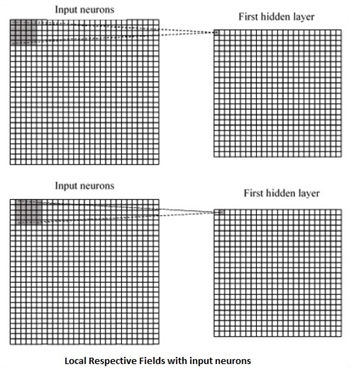 Input neurons
First hidden layer
Input neurons
First hidden layer
Local Respective Fields with input neurons